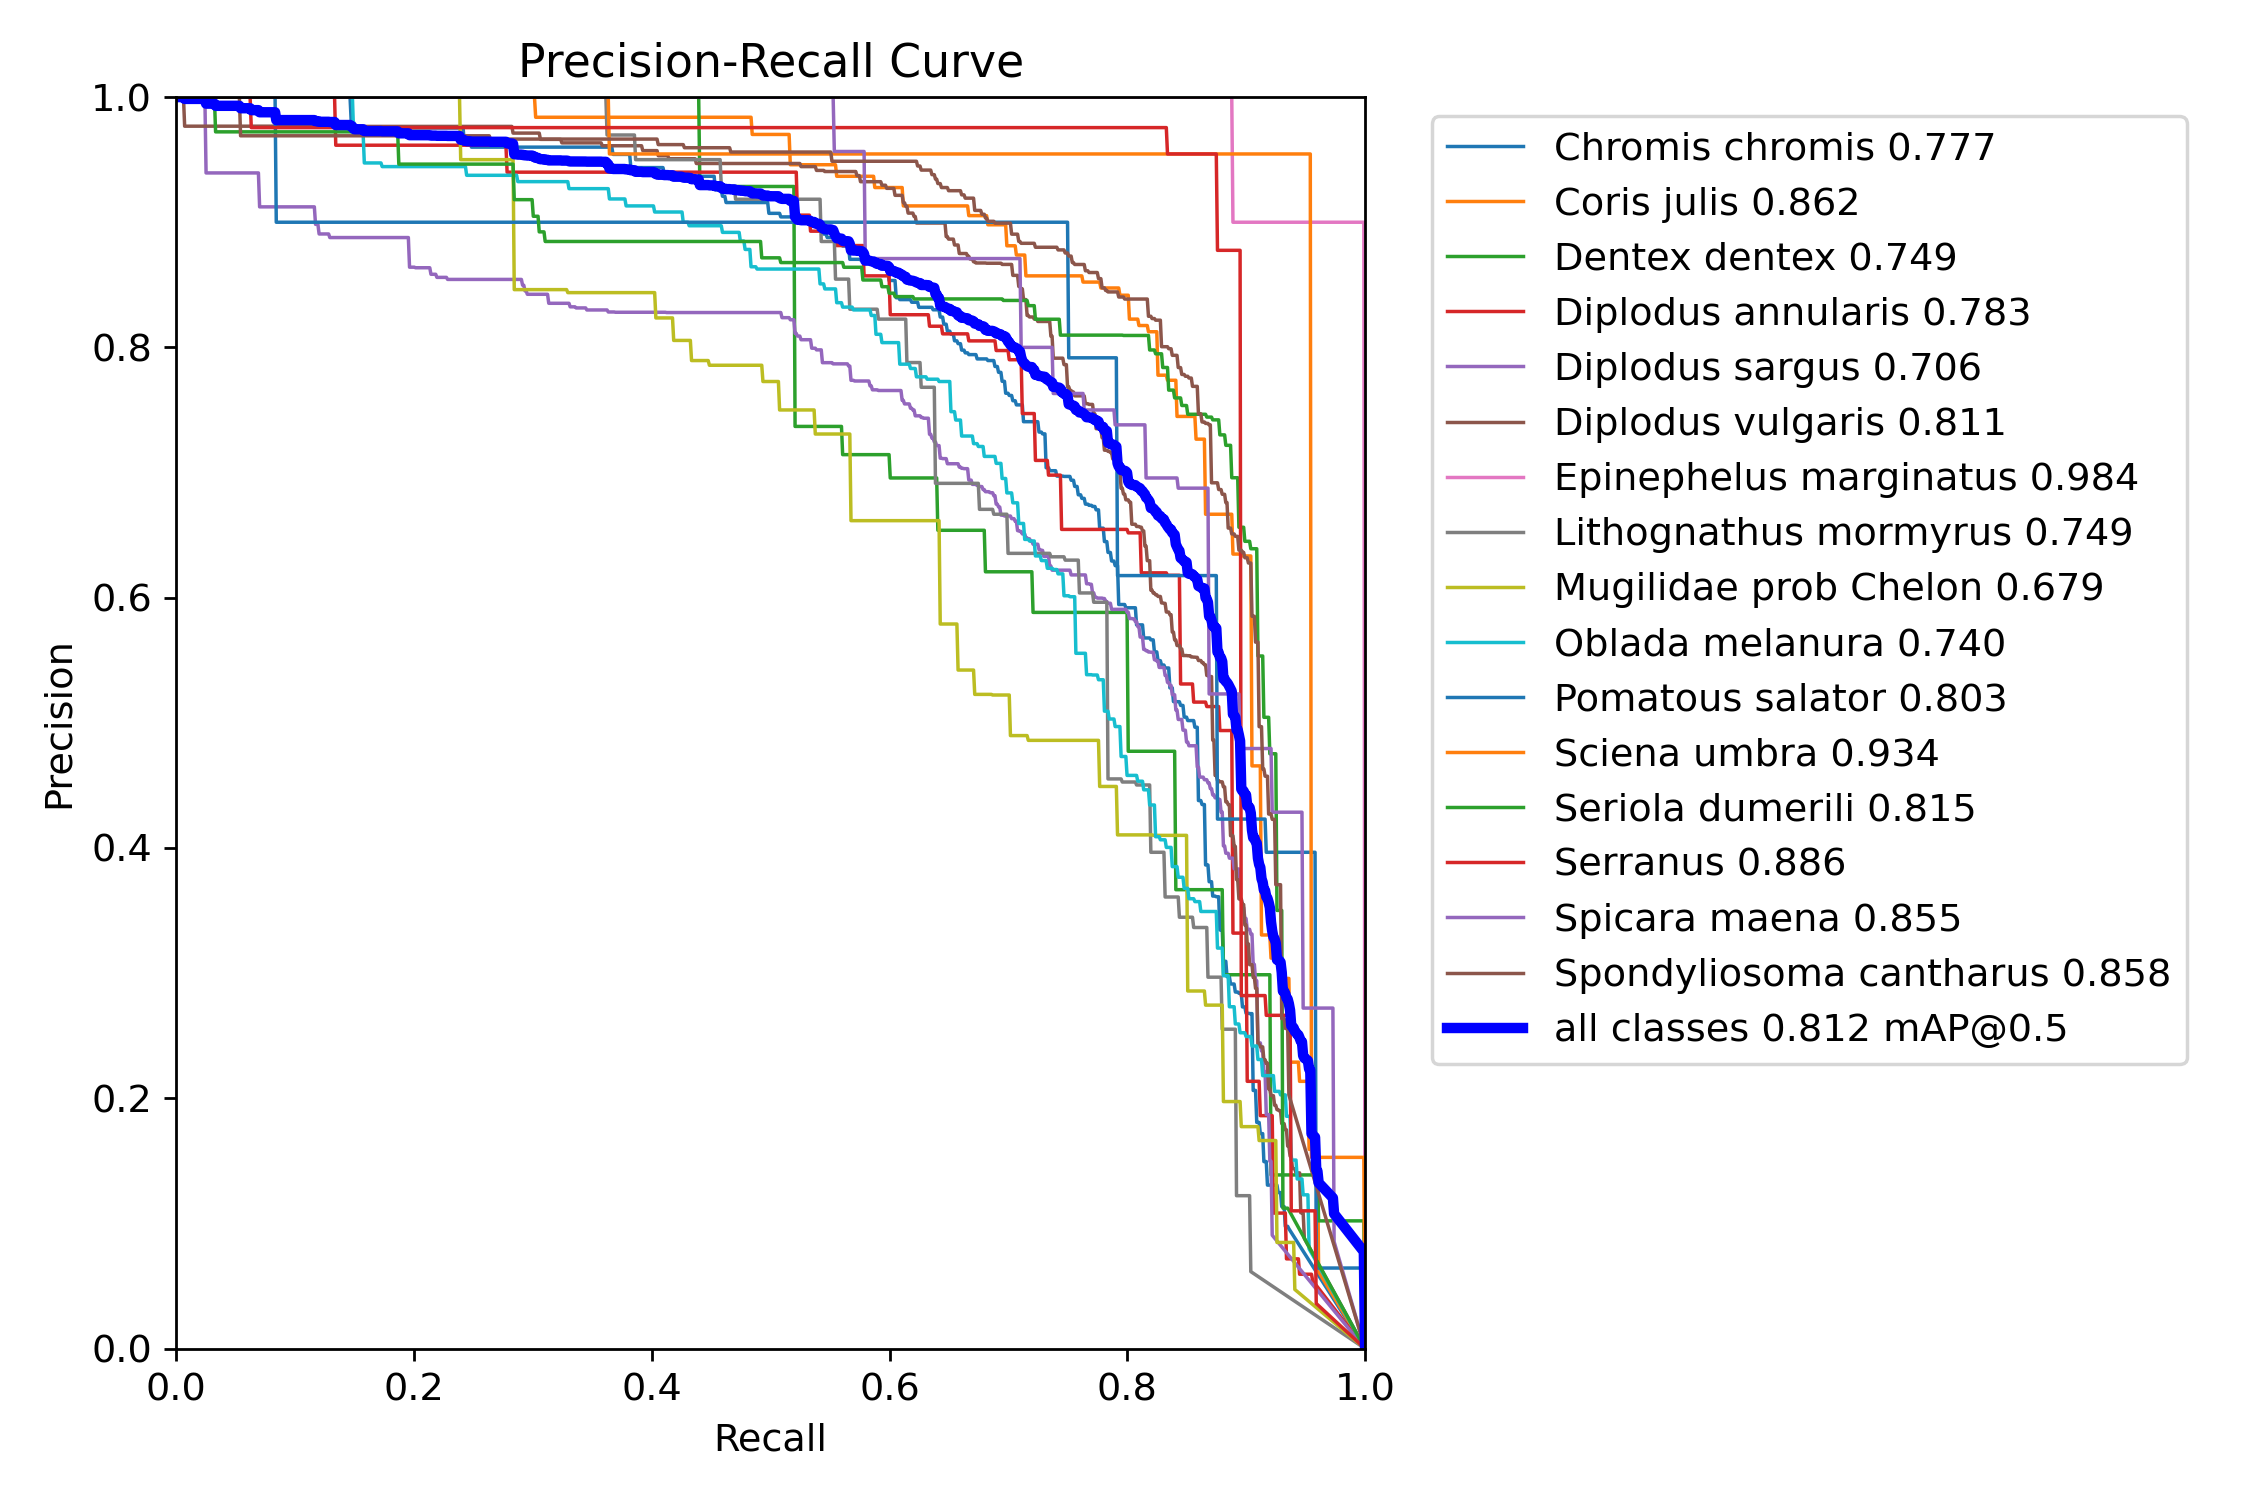 Precision-Recall Curve
1.0
0.8
0.6
0.4
0.2
0.0
Precision
0.0 0.2 0.4 0.6 0.8 1.0
Recall
Chromis chromis 0.777
Coris julis 0.862
Dentex dentex 0.749
Diplodus annularis 0.783
Diplodus sargus 0.706
Diplodus vulgaris 0.811
Epinephelus marginatus 0.984
Lithognathus mormyrus 0.749
Mugilidae prob Chelon 0.679
Oblada melanura 0.740
Pomatous salator 0.803
Sciena umbra 0.934
Seriola dumerili 0.815
Serranus 0.886
Spicara maena 0.855
Spondyliosoma cantharus 0.858
all classes 0.812 mAP@0.5